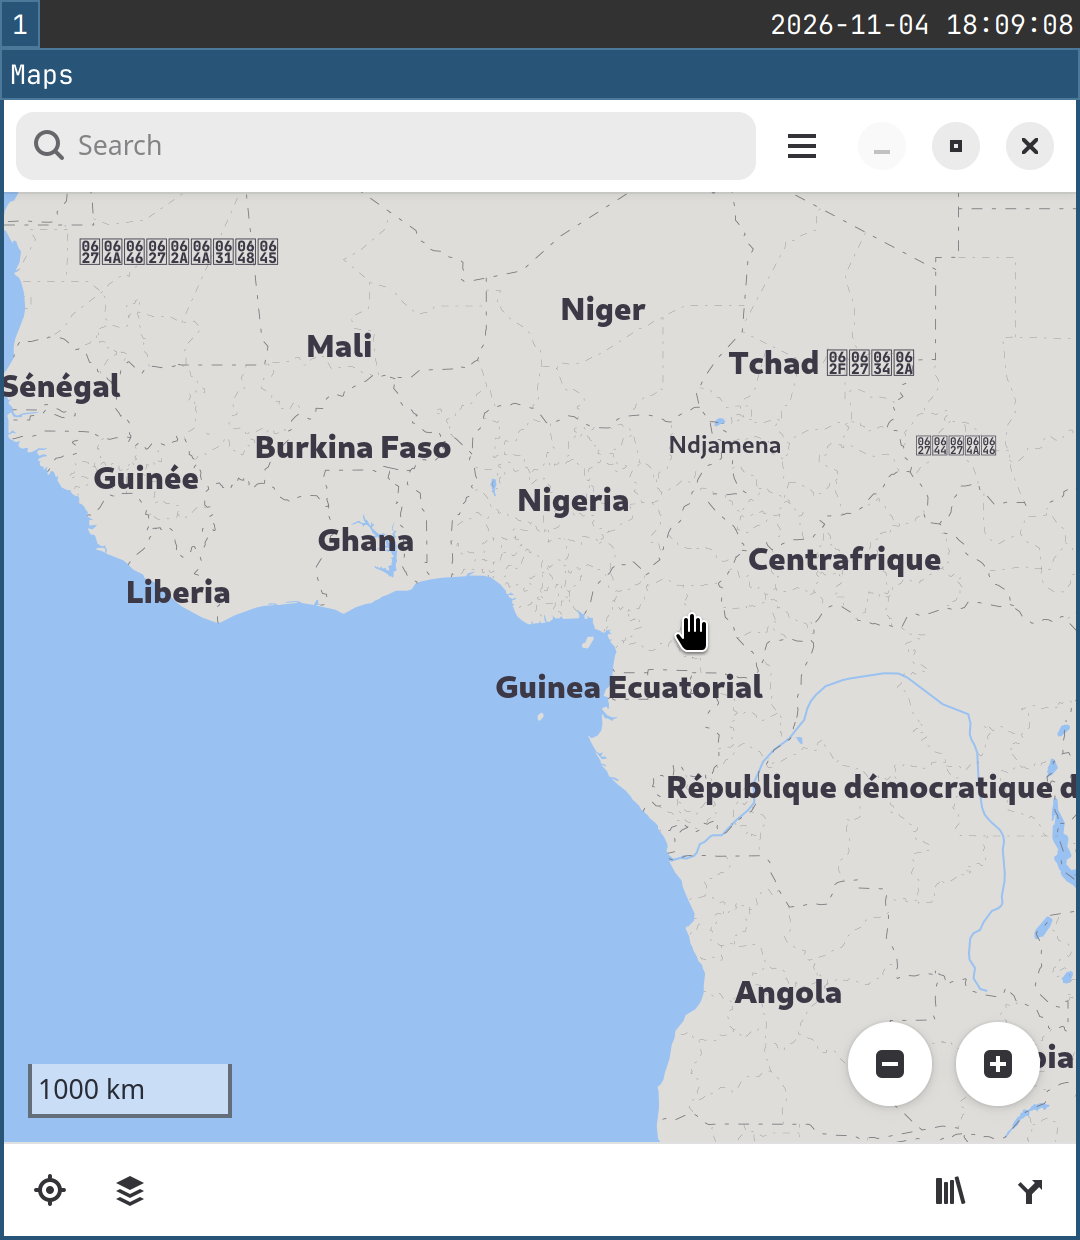 1
2026-11-04 18:09:08
Maps
Search
Niger
Mali
Tchad
Sénégal
Ndjamena
Burkina Faso
Guinée
Nigeria
Ghana
Centrafrique
Liberia
Guinea Ecuatorial
République démocratique d
Angola
1000 km